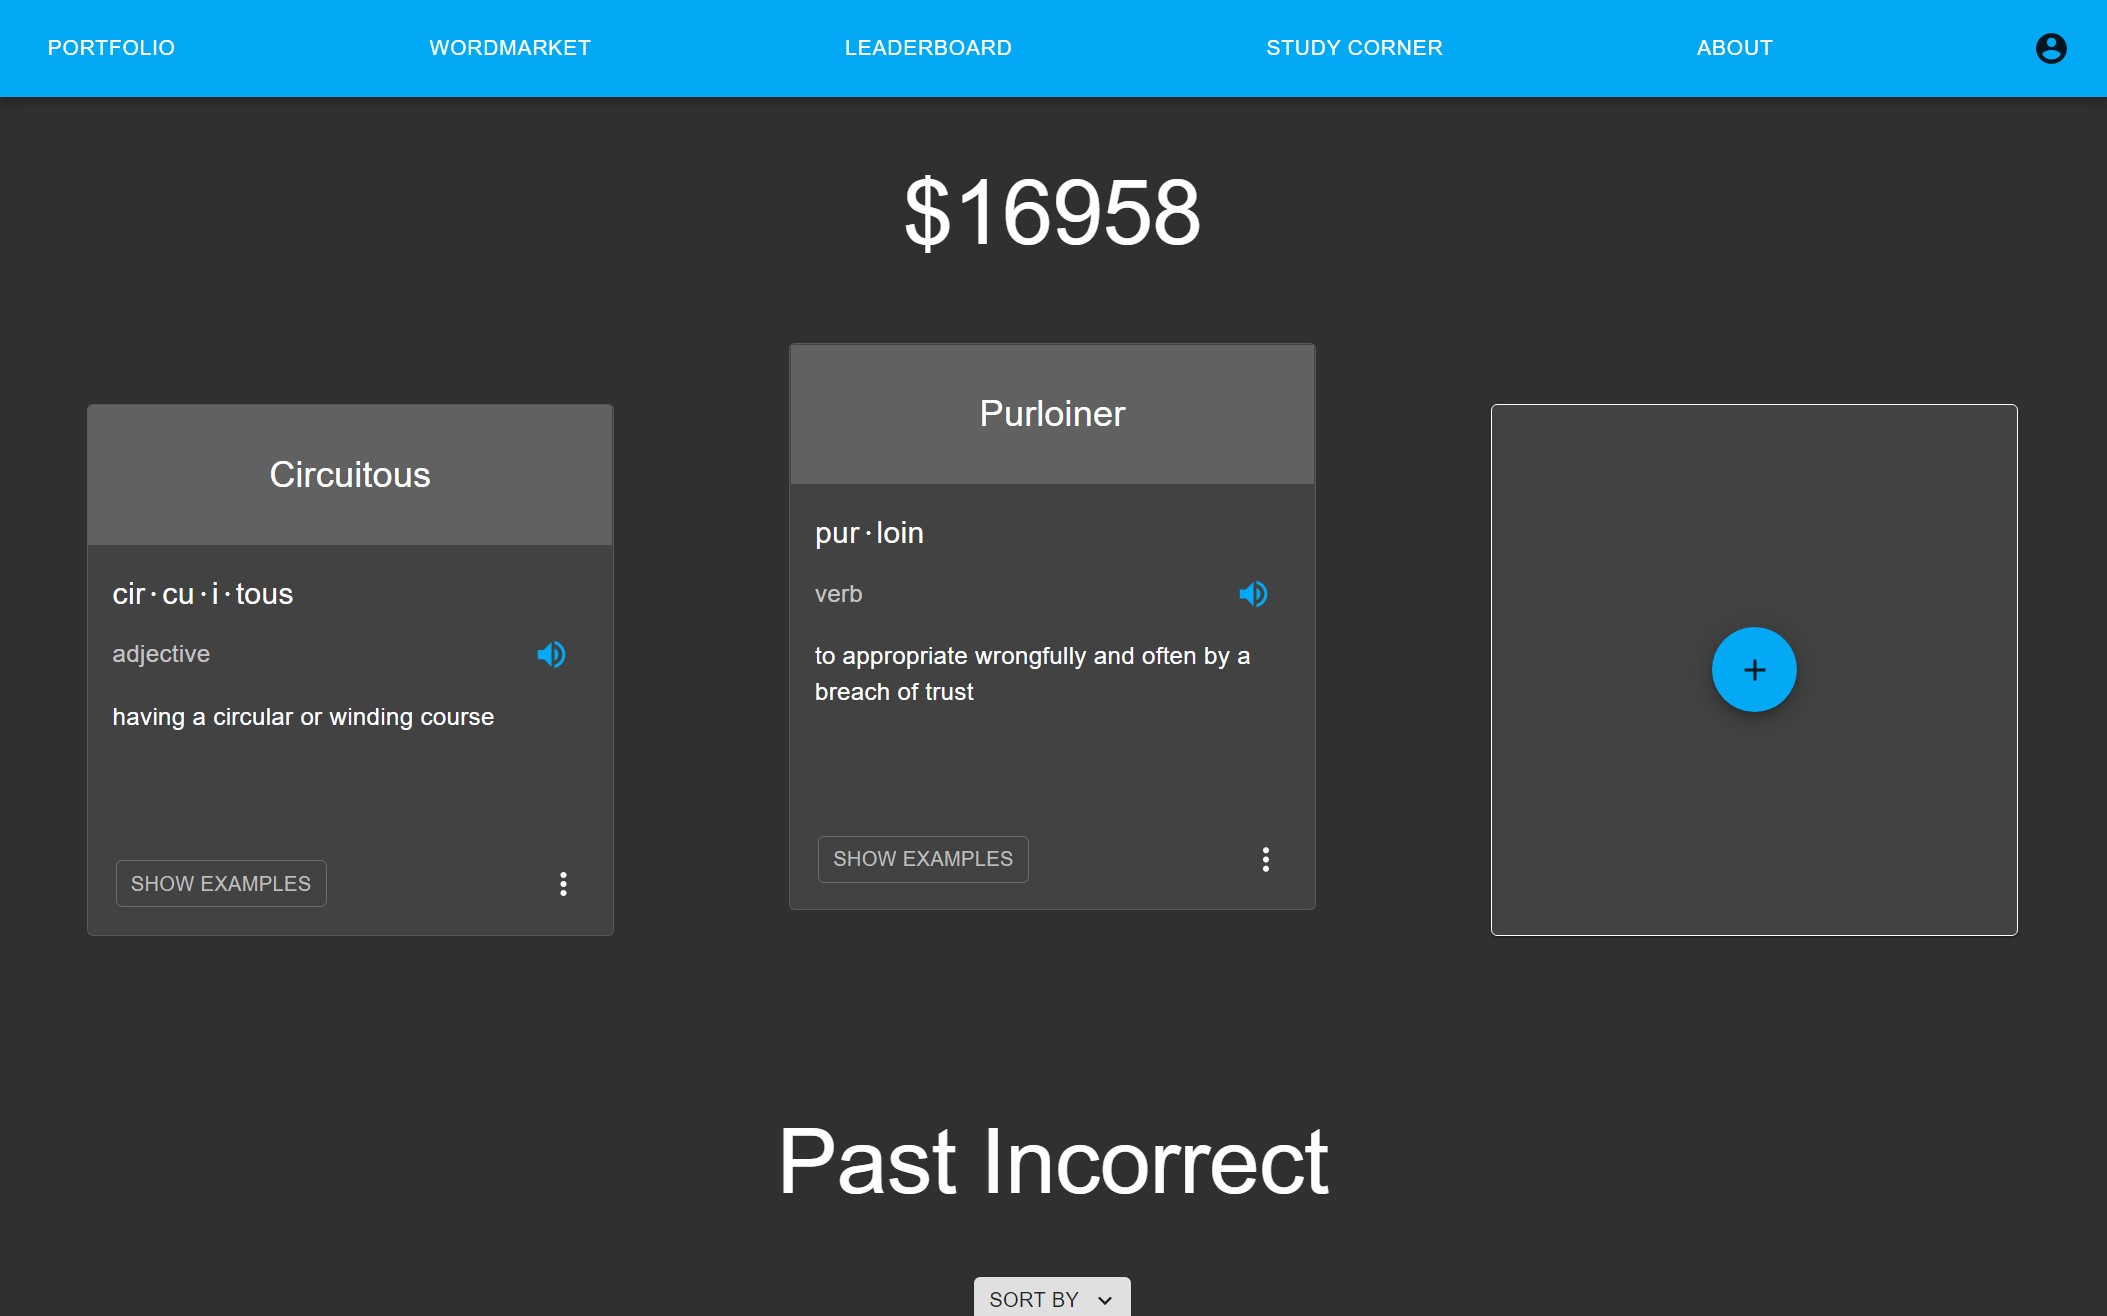 PORTFOLIO WORDMARKET LEADERBOARD STUDY CORNER ABOUT
$16958
Circuitous
cir·cu·i·tous
adjective
having a circular or winding course
SHOW EXAMPLES
Purloiner
pur·loin
verb
to appropriate wrongfully and often by a
breach of trust
SHOW EXAMPLES
Past Incorrect
SORT BY